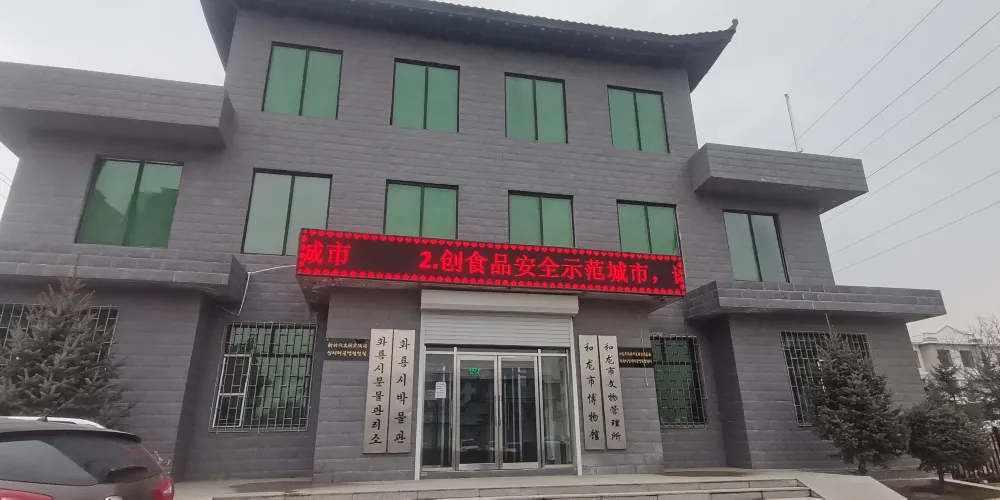 城市 2.创食品安全示范城市，
화룡시문물관리소
화룡시박물관
和龙市博物馆
和龙市文物管理所